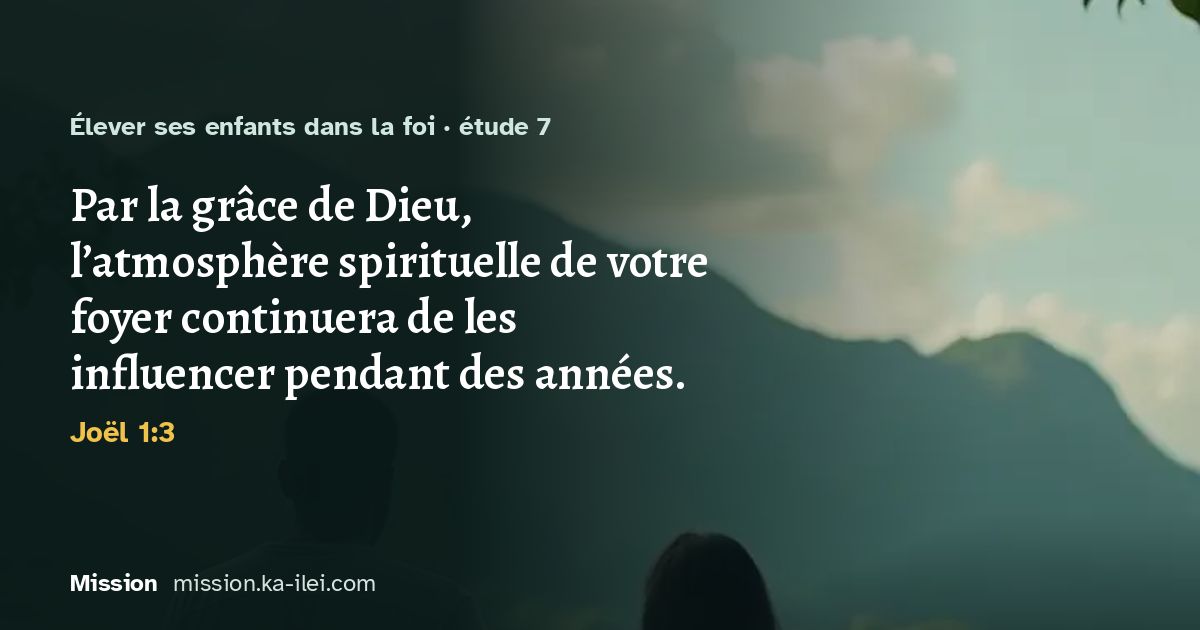 Élever ses enfants dans la foi · étude 7
Par la grâce de Dieu,
l’atmosphère spirituelle de votre
foyer continuera de les
influencer pendant des années.
Joël 1:3
Mission mission.ka-ilei.com